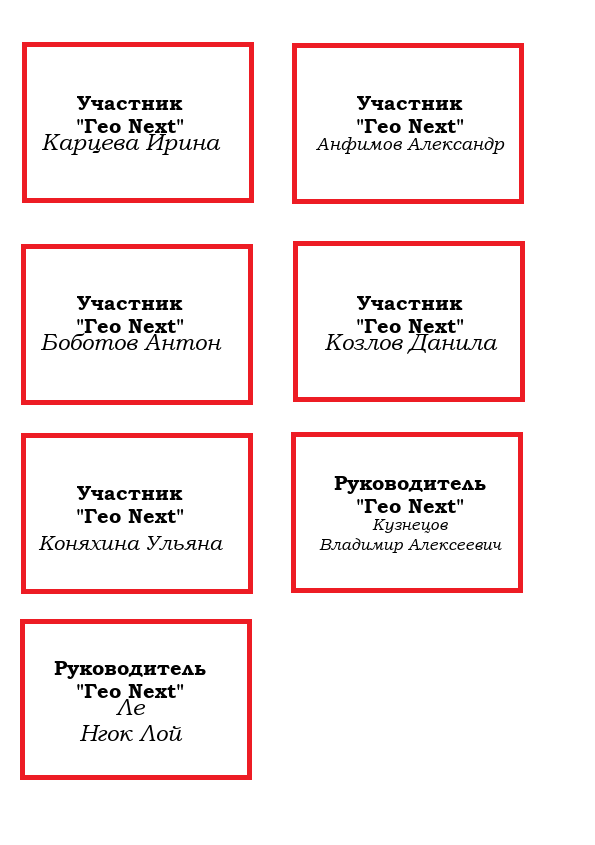 Участник
"Гео Next"
Карцева Ирина
Участник
"Гео Next"
Анфимов Александр
Участник
"Гео Next"
Боботов Антон
Участник
"Гео Next"
Козлов Данила
Участник
"Гео Next"
Коняхина Ульяна
Руководитель
"Гео Next"
Кузнецов
Владимир Алексеевич
Руководитель
"Гео Next"
Ле
Нгок Лой